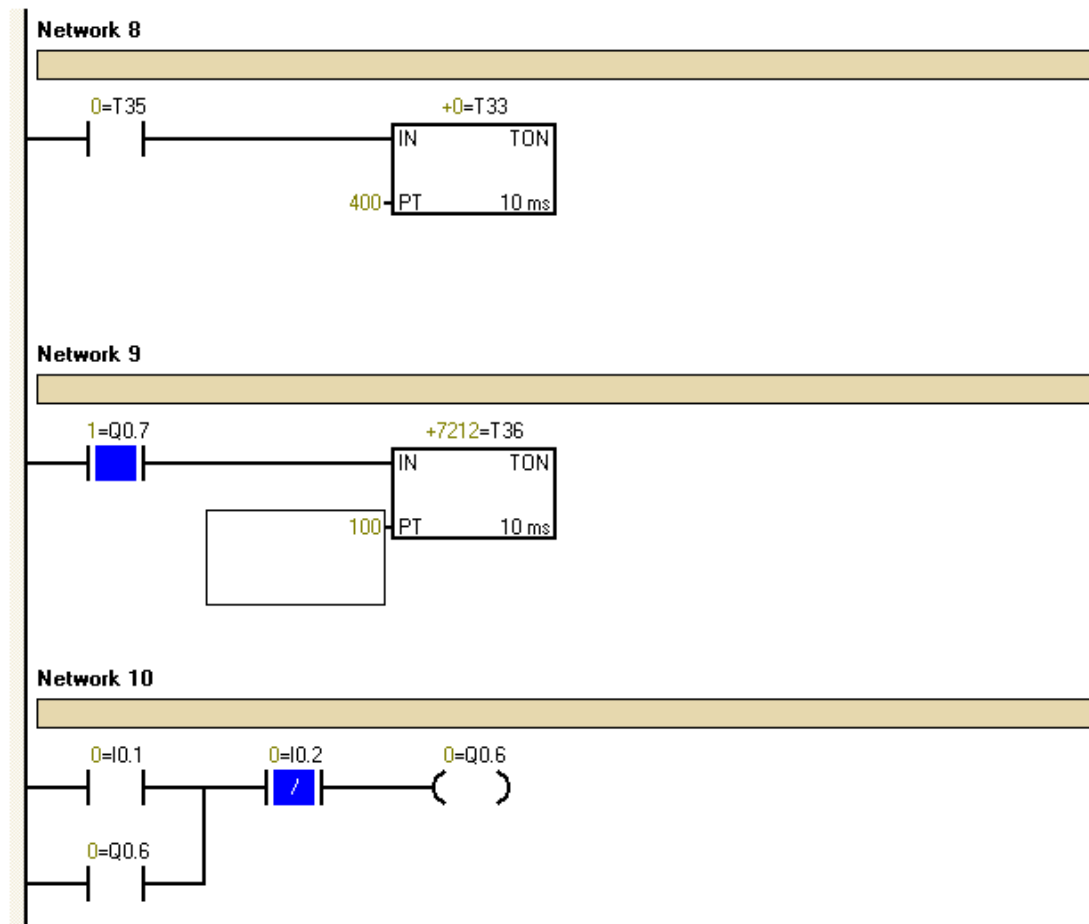 Network 8
0=T35 +0=T33
IN TON
400 PT 10 ms
Network 9
1=Q0.7 +7212=T36
IN TON
100 PT 10 ms
Network 10
0=I0.1 0=I0.2 0=Q0.6
/
0=Q0.6